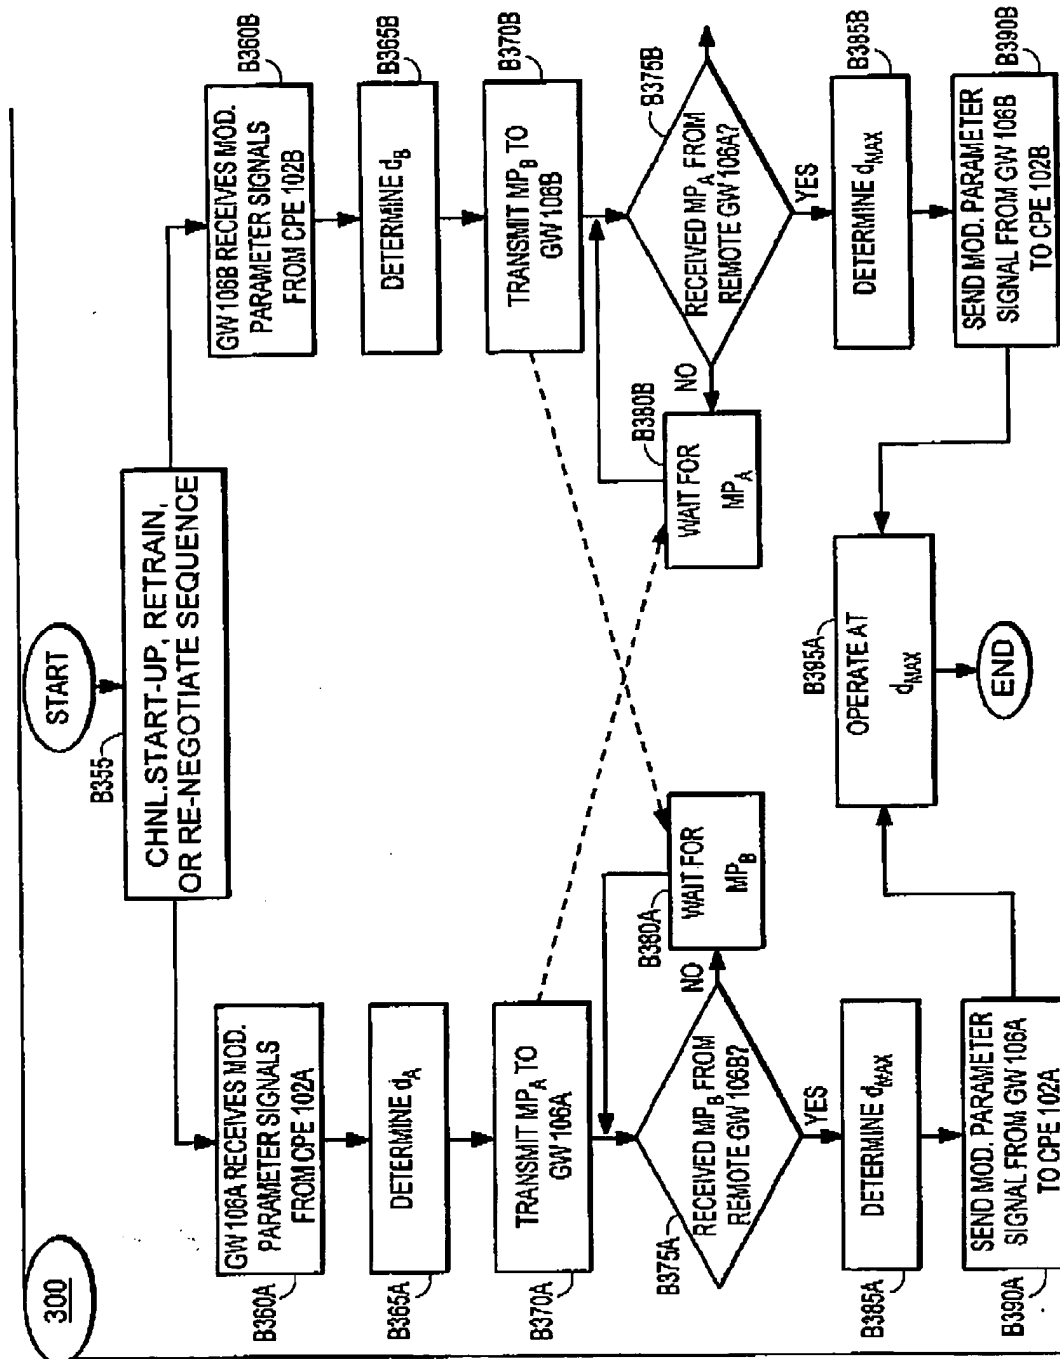 300
START
B355
CHNL.START-UP, RETRAIN,
OR RE-NEGOTIATE SEQUENCE
B360A
GW 106A RECEIVES MOD.
PARAMETER SIGNALS
FROM CPE 102A
B360B
GW 106B RECEIVES MOD.
PARAMETER SIGNALS
FROM CPE 102B
B365A
DETERMINE dA
B365B
DETERMINE dB
B370A
TRANSMIT MPA TO
GW 106A
B370B
TRANSMIT MPB TO
GW 106B
B375A
RECEIVED MPB FROM
REMOTE GW 106B?
NO
YES
B380A
WAIT FOR
MPB
B380B
WAIT FOR
MPA
B375B
RECEIVED MPA FROM
REMOTE GW 106A?
NO
YES
B385A
DETERMINE dMAX
B385B
DETERMINE dMAX
B390A
SEND MOD. PARAMETER
SIGNAL FROM GW 106A
TO CPE 102A
B390B
SEND MOD. PARAMETER
SIGNAL FROM GW 106B
TO CPE 102B
B395A
OPERATE AT
dMAX
END